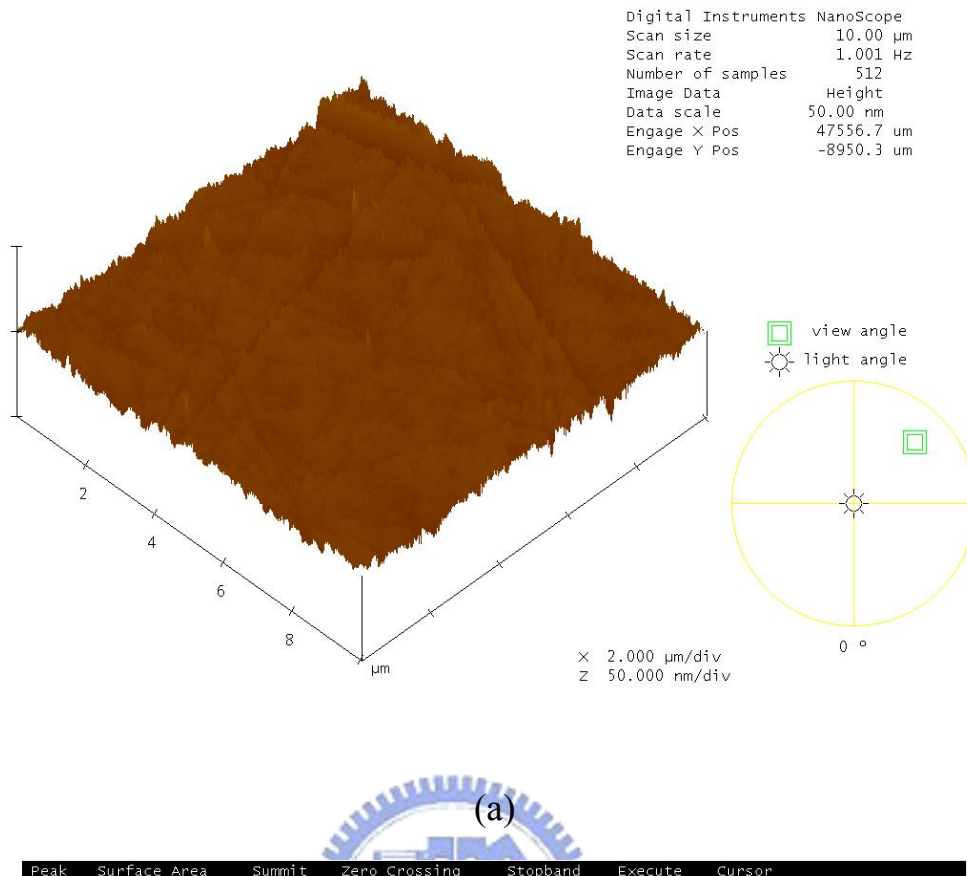 Digital Instruments NanoScope
Scan size 10.00 µm
Scan rate 1.001 Hz
Number of samples 512
Image Data Height
Data scale 50.00 nm
Engage X Pos 47556.7 um
Engage Y Pos -8950.3 um
view angle
light angle
2
4
6
8
µm
0 º
X 2.000 µm/div
Z 50.000 nm/div
(a)
Peak Surface Area Summit Zero Crossing Stopband Execute Cursor